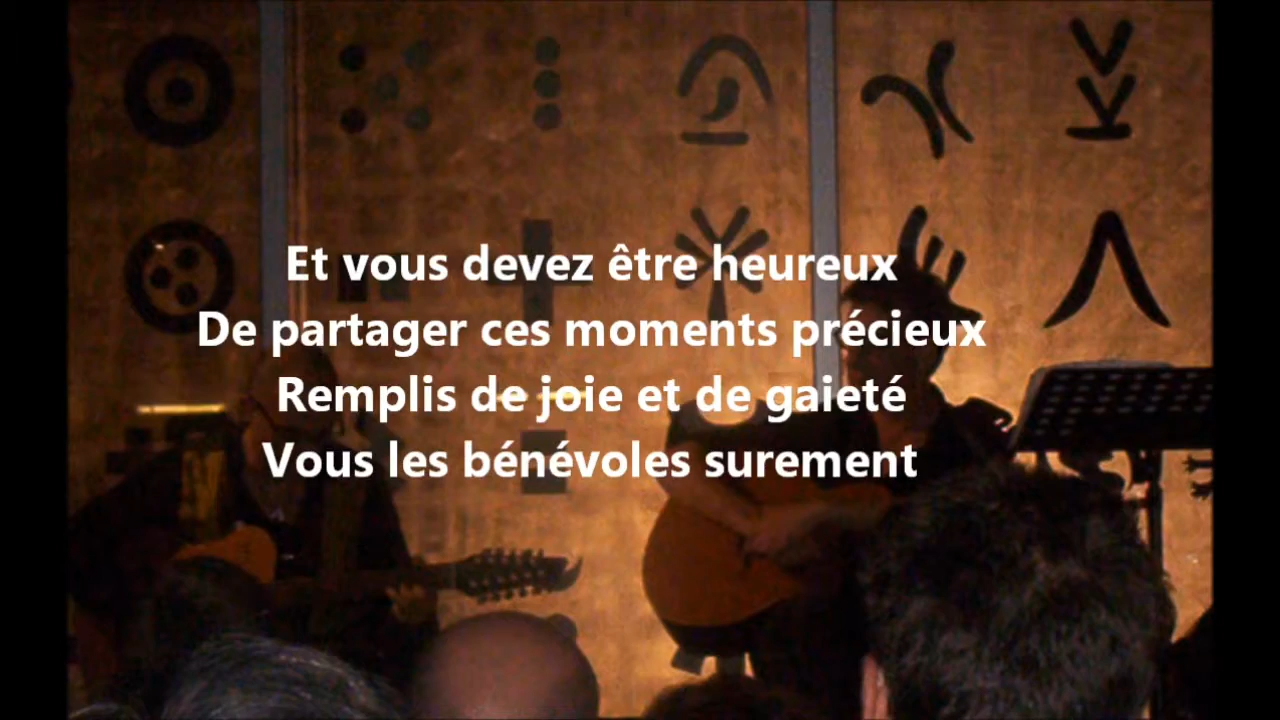 Et vous devez être heureux
De partager ces moments précieux
Remplis de joie et de gaieté
Vous les bénévoles surement